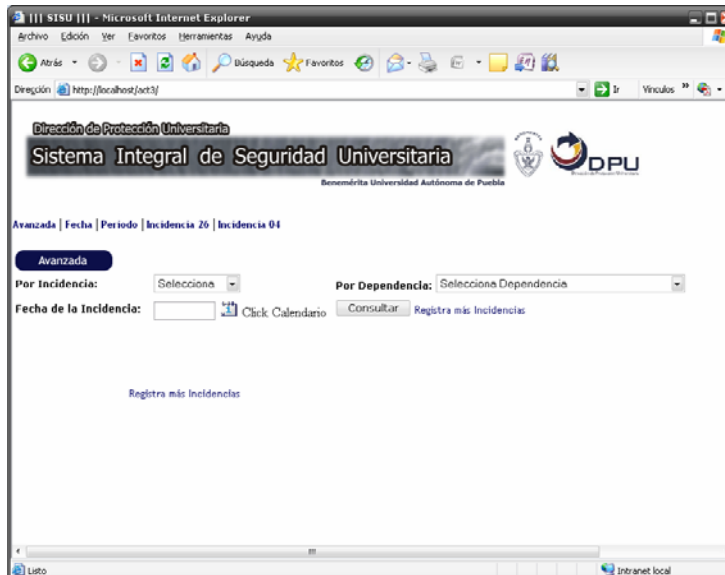 ||| SISU ||| - Microsoft Internet Explorer
Archivo Edición Ver Favoritos Herramientas Ayuda
Atrás Búsqueda Favoritos
Dirección http://localhost/act3/ Ir Vínculos »
Dirección de Protección Universitaria
Sistema Integral de Seguridad Universitaria
DPU
Benemérita Universidad Autónoma de Puebla
Avanzada | Fecha | Periodo | Incidencia 26 | Incidencia 04
Avanzada
Por Incidencia: Selecciona Por Dependencia: Selecciona Dependencia
Fecha de la Incidencia: Click Calendario Consultar Registra más Incidencias
Registra más Incidencias
Listo Intranet local